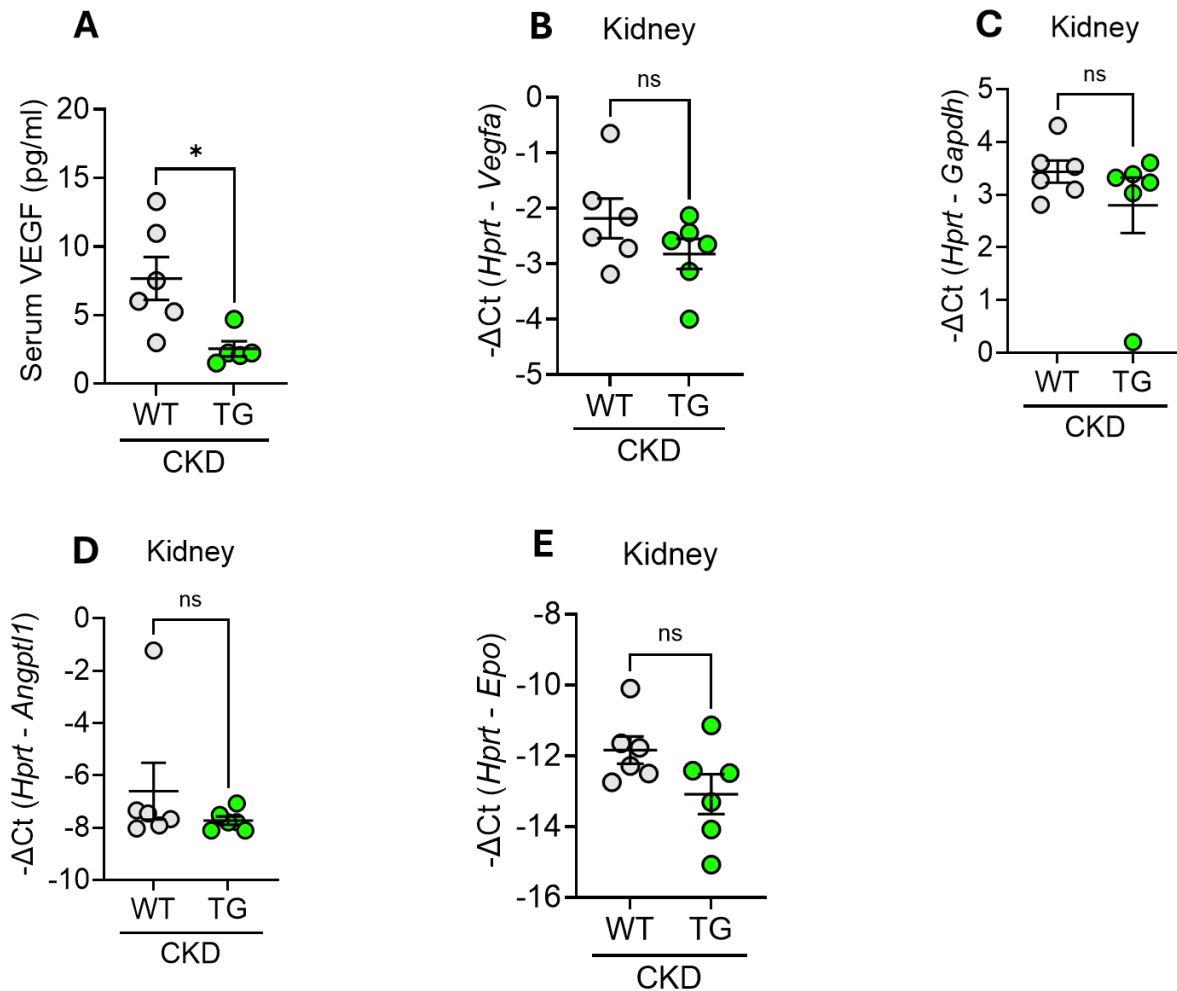 A
Serum VEGF (pg/ml)
20
15
10
5
0
*
WT TG
CKD
B Kidney
-ΔCt (Hprt - Vegfa)
0
-1
-2
-3
-4
-5
ns
WT TG
CKD
C Kidney
-ΔCt (Hprt - Gapdh)
5
4
3
2
1
0
ns
WT TG
CKD
D Kidney
-ΔCt (Hprt - Angptl1)
0
-2
-4
-6
-8
-10
ns
WT TG
CKD
E Kidney
-ΔCt (Hprt - Epo)
-8
-10
-12
-14
-16
ns
WT TG
CKD